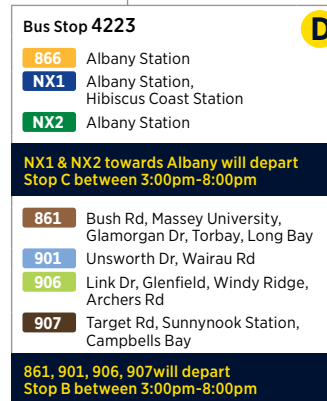 Bus Stop 4223
D
866 Albany Station
NX1 Albany Station,
Hibiscus Coast Station
NX2 Albany Station
NX1 & NX2 towards Albany will depart
Stop C between 3:00pm-8:00pm
861 Bush Rd, Massey University,
Glamorgan Dr, Torbay, Long Bay
901 Unsworth Dr, Wairau Rd
906 Link Dr, Glenfield, Windy Ridge,
Archers Rd
907 Target Rd, Sunnynook Station,
Campbells Bay
861, 901, 906, 907will depart
Stop B between 3:00pm-8:00pm